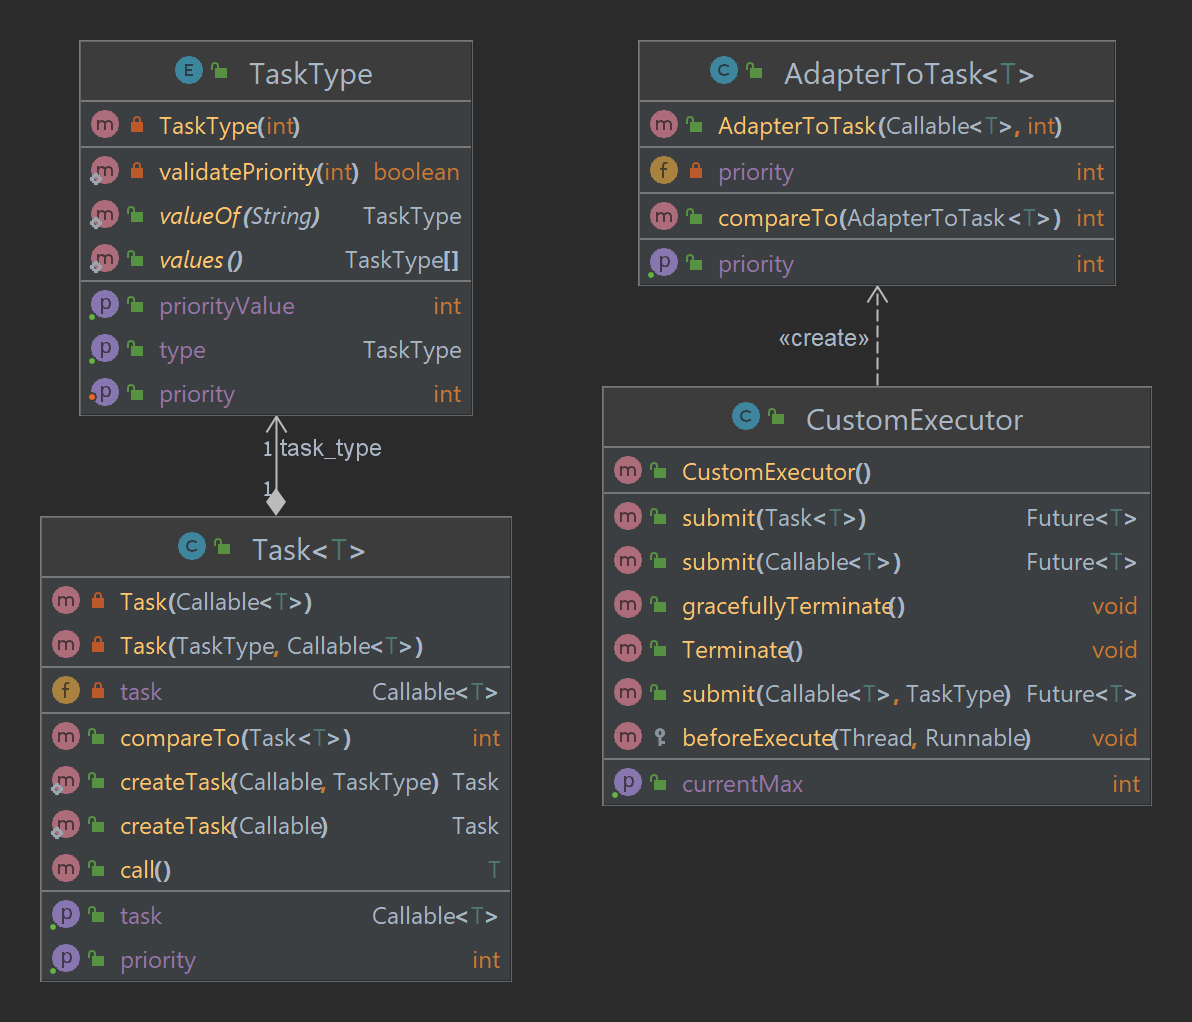 E TaskType
m TaskType(int)
m validatePriority(int) boolean
m valueOf(String) TaskType
m values() TaskType[]
p priorityValue int
p type TaskType
p priority int
1 task_type
1
C Task<T>
m Task(Callable<T>)
m Task(TaskType, Callable<T>)
f task Callable<T>
m compareTo(Task<T>) int
m createTask(Callable, TaskType) Task
m createTask(Callable) Task
m call() T
p task Callable<T>
p priority int
C AdapterToTask<T>
m AdapterToTask(Callable<T>, int)
f priority int
m compareTo(AdapterToTask<T>) int
p priority int
«create»
C CustomExecutor
m CustomExecutor()
m submit(Task<T>) Future<T>
m submit(Callable<T>) Future<T>
m gracefullyTerminate() void
m Terminate() void
m submit(Callable<T>, TaskType) Future<T>
m beforeExecute(Thread, Runnable) void
p currentMax int